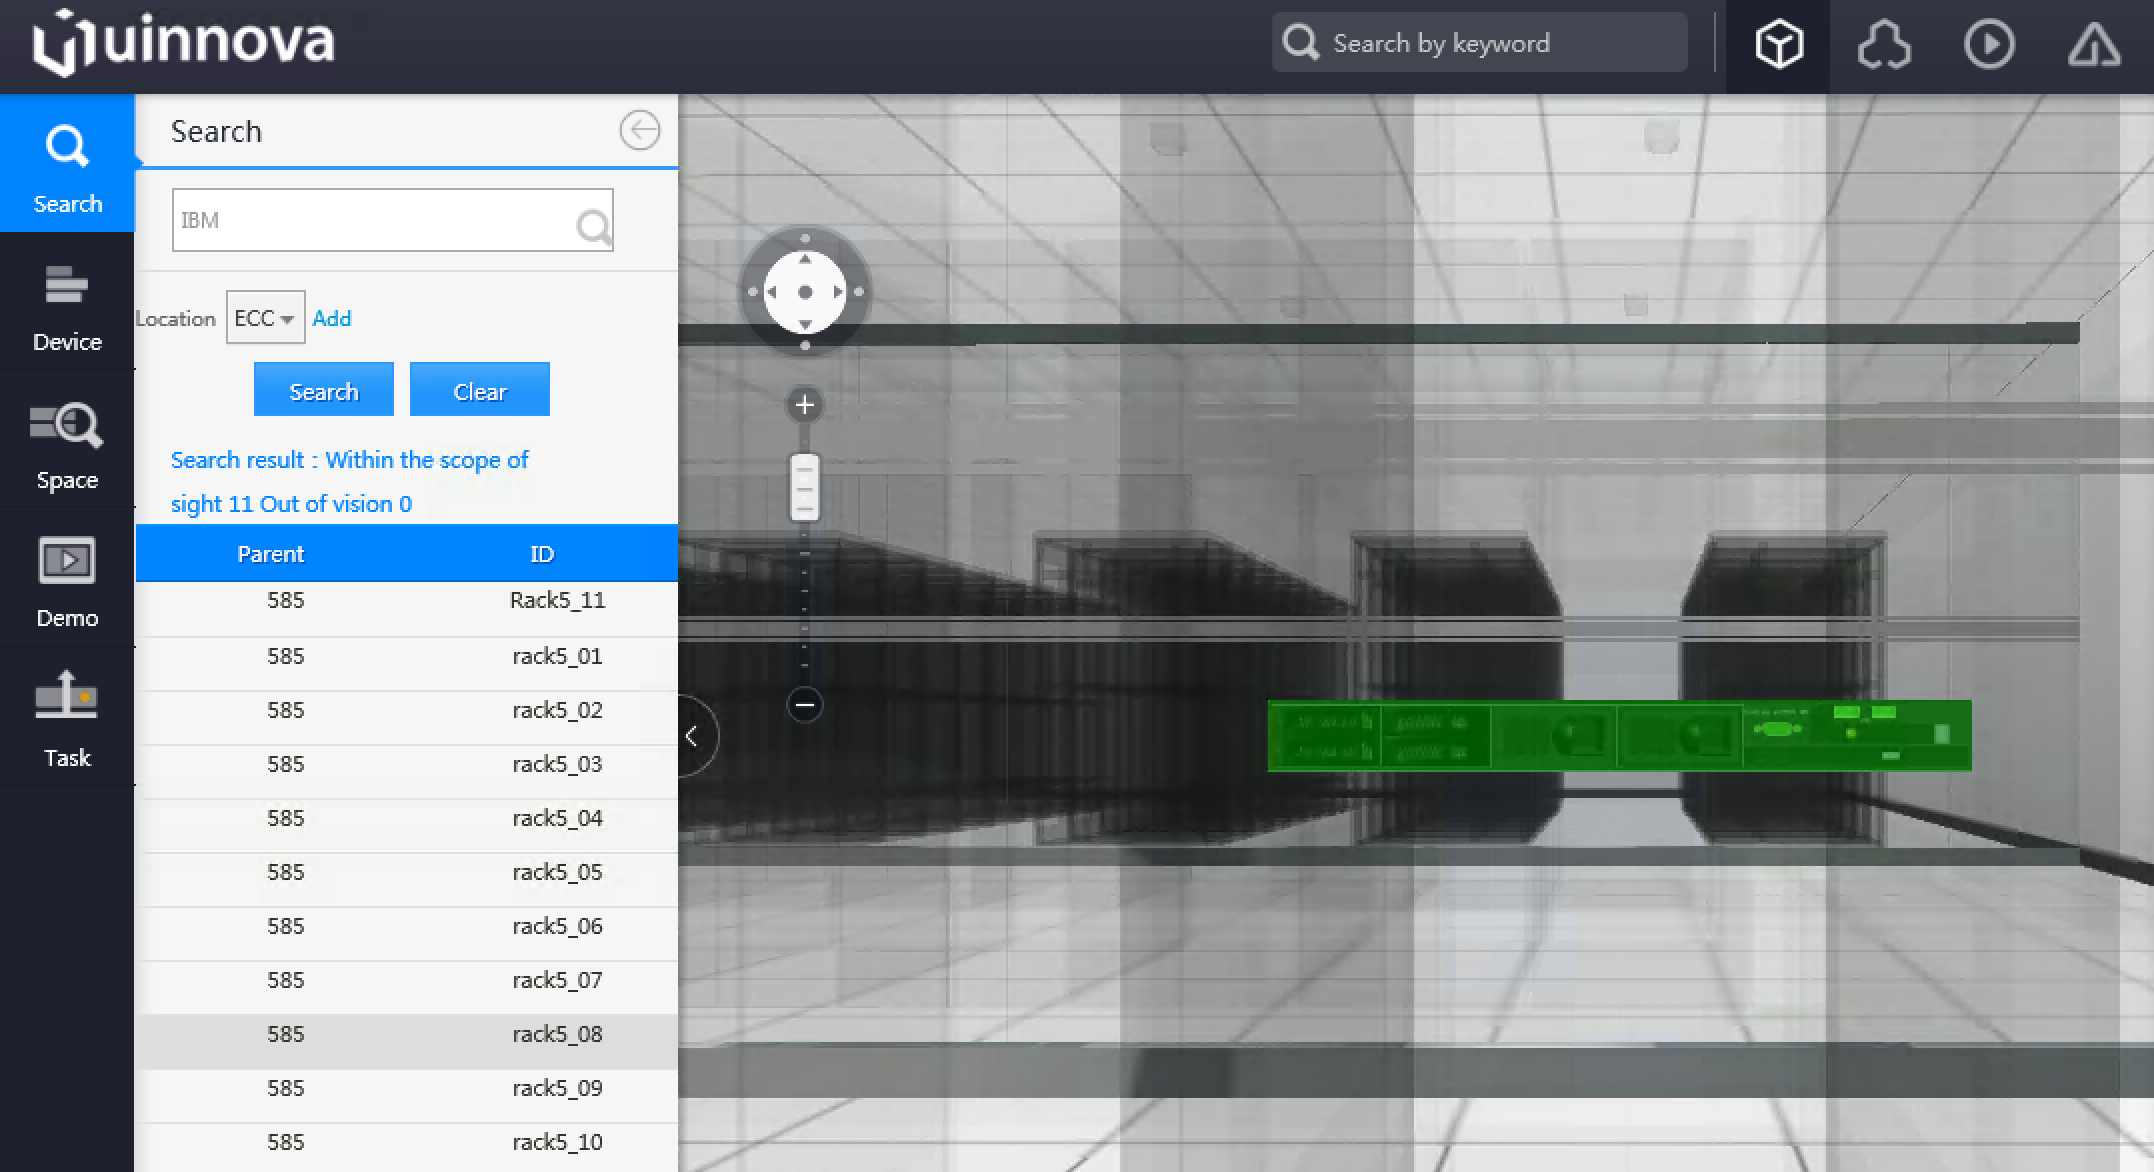 uinnova
Search by keyword
Search
Device
Space
Demo
Task
Search
IBM
Location ECC Add
Search Clear
Search result : Within the scope of
sight 11 Out of vision 0
Parent ID
585 Rack5_11
585 rack5_01
585 rack5_02
585 rack5_03
585 rack5_04
585 rack5_05
585 rack5_06
585 rack5_07
585 rack5_08
585 rack5_09
585 rack5_10